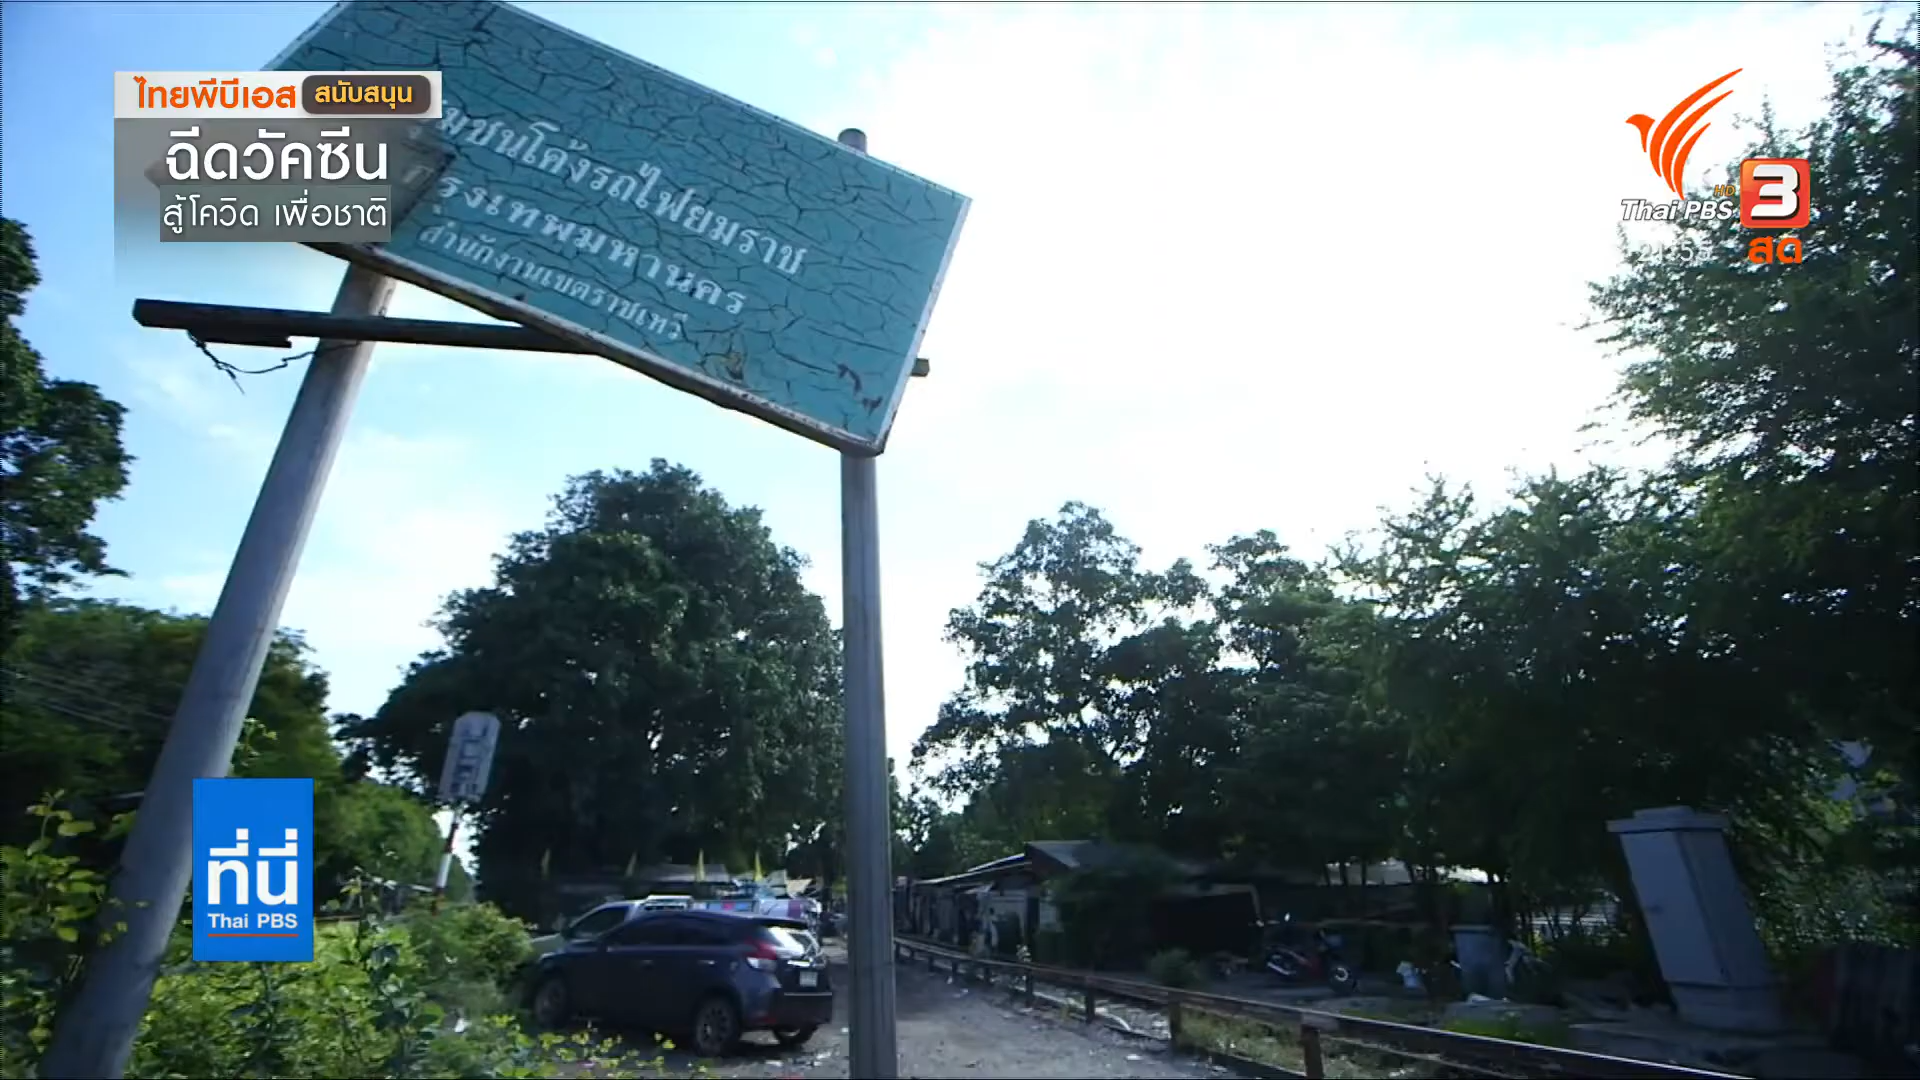 ไทยพีบีเอส สนับสนุน
ฉีดวัคซีน
สู้โควิด เพื่อชาติ
ชุมชนโค้งรถไฟยมราช
กรุงเทพมหานคร
สำนักงานเขตราชเทวี
HD
Thai PBS 3
21:55
สด
ที่นี่
Thai PBS